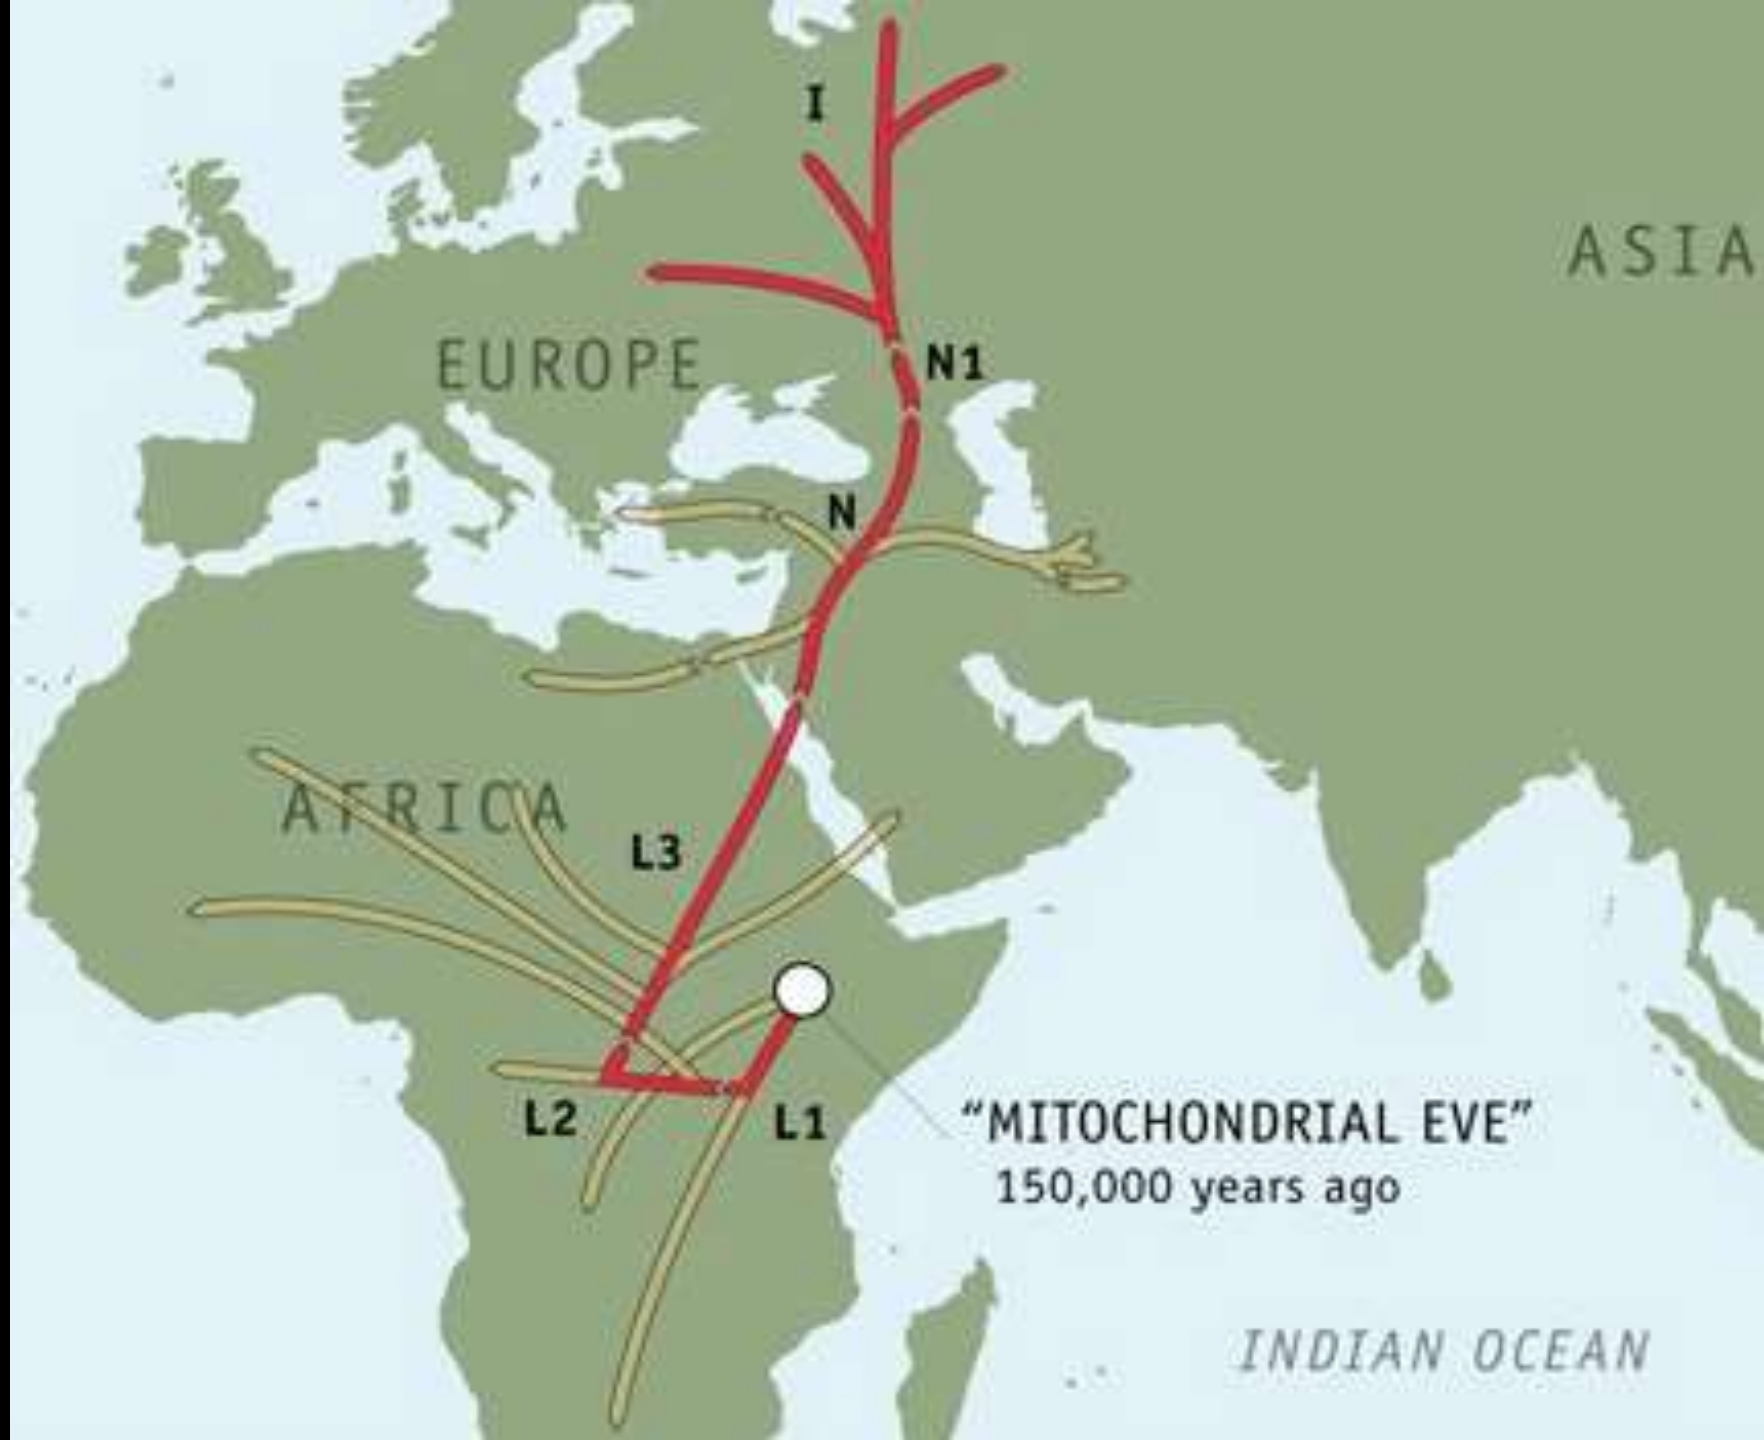 I
ASIA
EUROPE
N1
N
AFRICA
L3
L2
L1
“MITOCHONDRIAL EVE”
150,000 years ago
INDIAN OCEAN